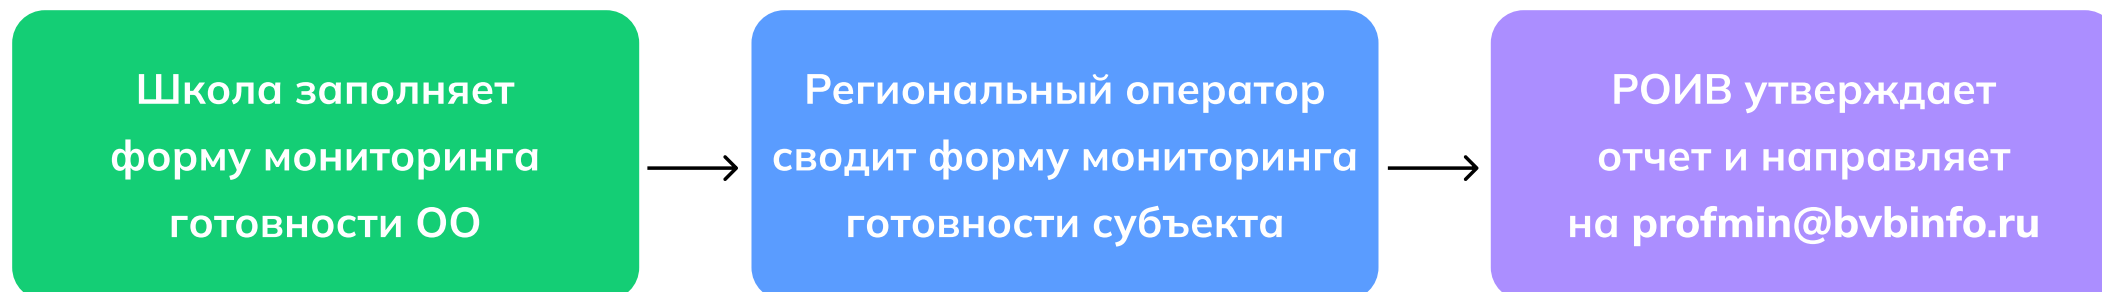 Школа заполняет
форму мониторинга
готовности ОО
Региональный оператор
сводит форму мониторинга
готовности субъекта
РОИВ утверждает
отчет и направляет
на profmin@bvbinfo.ru